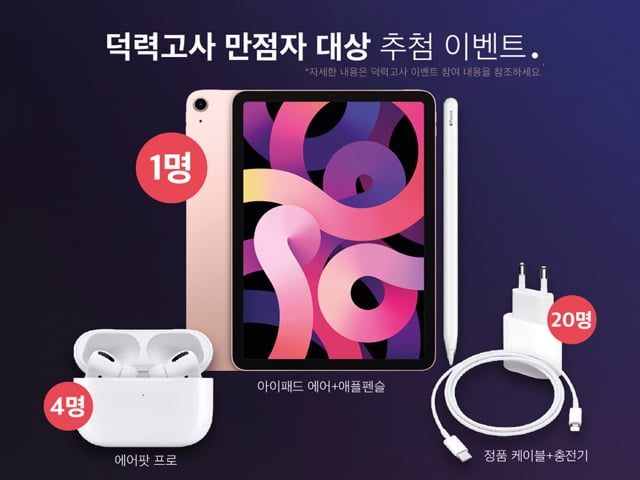 덕력고사 만점자 대상 추첨 이벤트.
*자세한 내용은 덕력고사 이벤트 참여 내용을 참조하세요.
1명
20명
아이패드 에어+애플펜슬
4명
정품 케이블+충전기
에어팟 프로